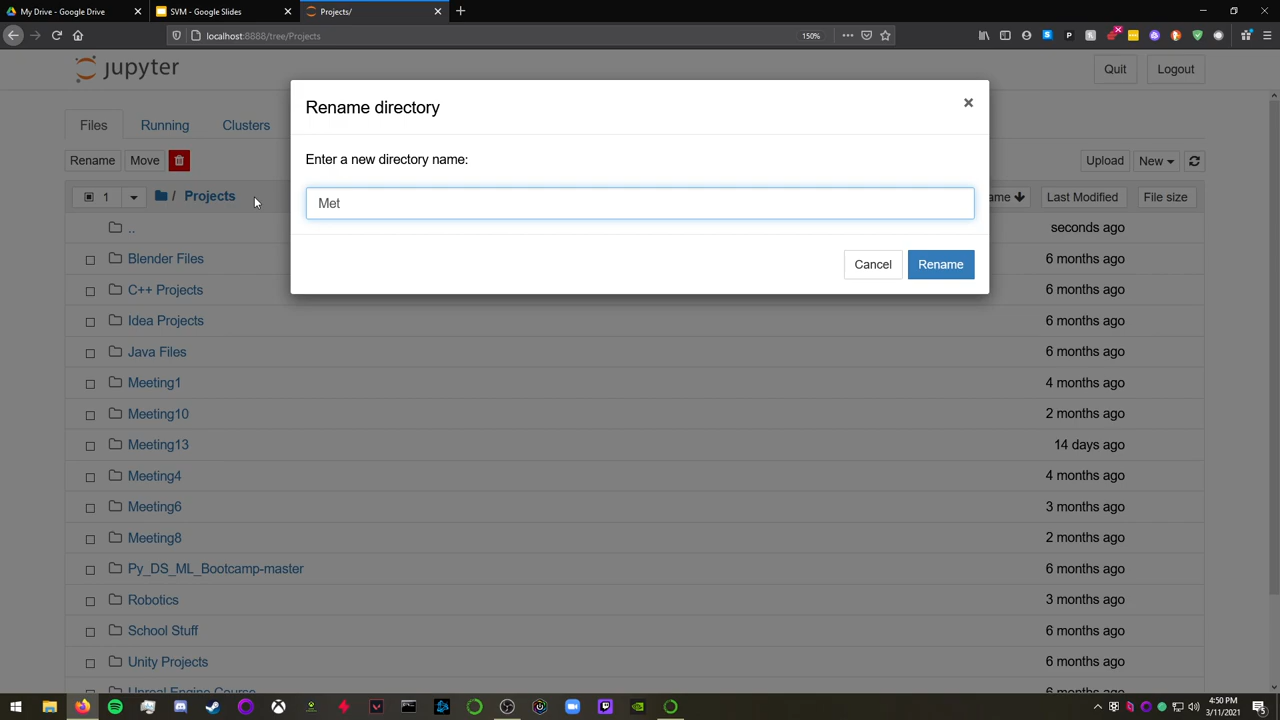 My Drive - Google Drive
SVM - Google Slides
Projects/
localhost:8888/tree/Projects
150%
jupyter
Quit
Logout
Files
Running
Clusters
Rename
Move
Upload
New
1
/
Projects
Name
Last Modified
File size
Rename directory
×
Enter a new directory name:
Met
Cancel
Rename
..
seconds ago
Blender Files
6 months ago
C++ Projects
6 months ago
Idea Projects
6 months ago
Java Files
6 months ago
Meeting1
4 months ago
Meeting10
2 months ago
Meeting13
14 days ago
Meeting4
4 months ago
Meeting6
3 months ago
Meeting8
2 months ago
Py_DS_ML_Bootcamp-master
6 months ago
Robotics
3 months ago
School Stuff
6 months ago
Unity Projects
6 months ago
Unreal Engine Course
6 months ago
4:50 PM
3/11/2021